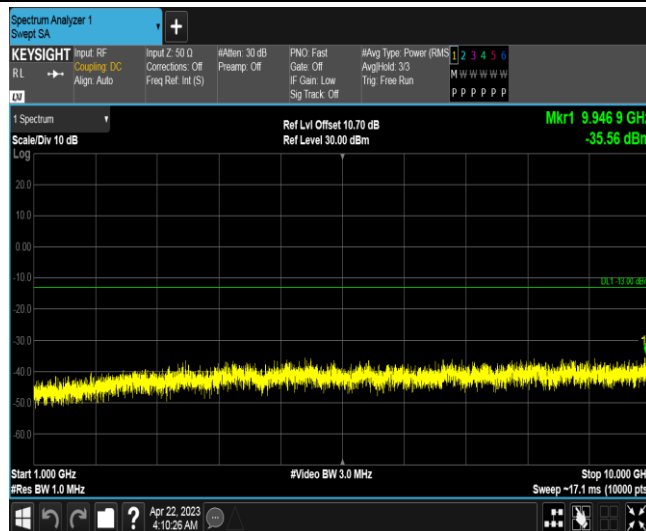 Spectrum Analyzer 1
Swept SA
+
KEYSIGHT
RL
LXI
Input: RF
Coupling: DC
Align: Auto
Input Z: 50 Ω
Corrections: Off
Freq Ref: Int (S)
#Atten: 30 dB
Preamp: Off
PNO: Fast
Gate: Off
IF Gain: Low
Sig Track: Off
#Avg Type: Power (RMS
Avg|Hold: 3/3
Trig: Free Run
1 2 3 4 5 6
M W W W W W
P P P P P P
1 Spectrum
Scale/Div 10 dB
Log
Ref Lvl Offset 10.70 dB
Ref Level 30.00 dBm
Mkr1 9.946 9 GHz
-35.56 dBm
20.0
10.0
0.00
-10.0
DL1 -13.00 dBm
-20.0
-30.0
1
-40.0
-50.0
-60.0
Start 1.000 GHz
#Res BW 1.0 MHz
#Video BW 3.0 MHz
Stop 10.000 GHz
Sweep ~17.1 ms (10000 pts
?
Apr 22, 2023
4:10:26 AM